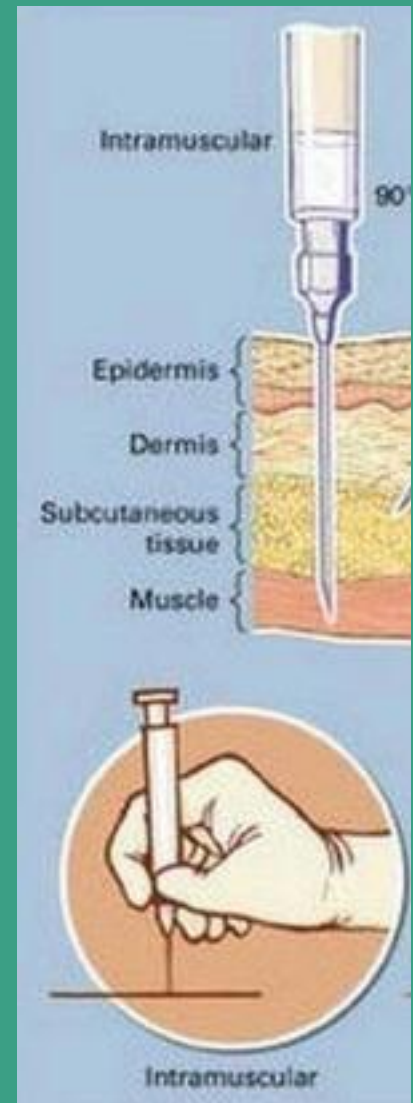 Intramuscular
90°
Epidermis
Dermis
Subcutaneous
tissue
Muscle
Intramuscular